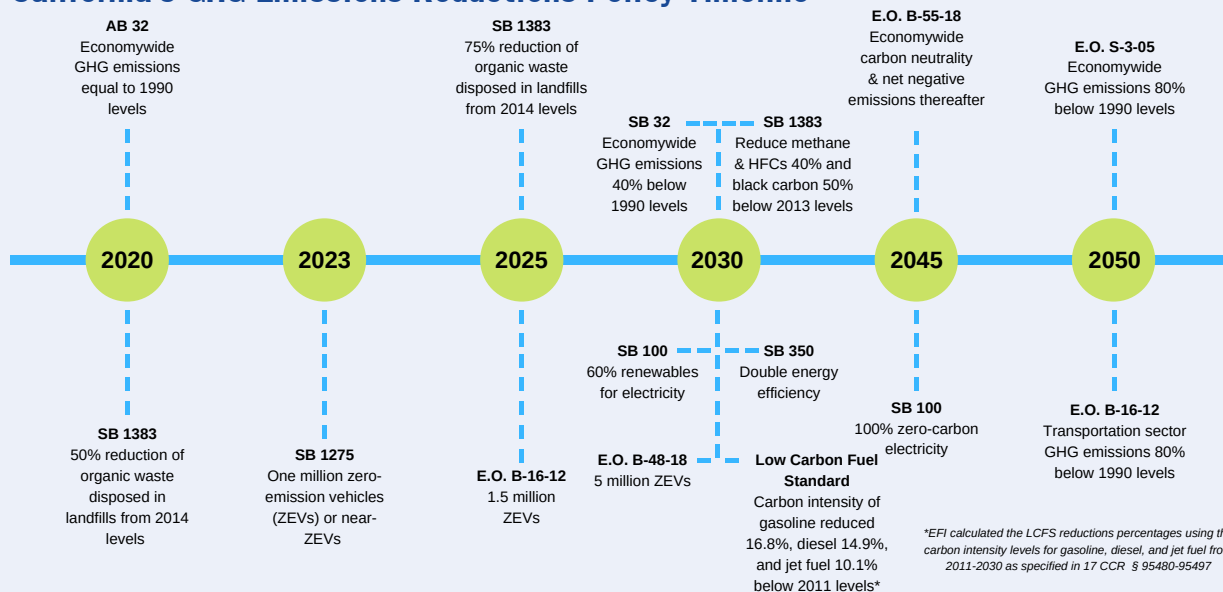 AB 32
Economywide
GHG emissions
equal to 1990
levels
SB 1383
75% reduction of
organic waste
disposed in landfills
from 2014 levels
SB 32
Economywide
GHG emissions
40% below
1990 levels
SB 1383
Reduce methane
& HFCs 40% and
black carbon 50%
below 2013 levels
E.O. B-55-18
Economywide
carbon neutrality
& net negative
emissions thereafter
E.O. S-3-05
Economywide
GHG emissions 80%
below 1990 levels
2020
2023
2025
2030
2045
2050
SB 1383
50% reduction of
organic waste
disposed in
landfills from 2014
levels
SB 1275
One million zero-
emission vehicles
(ZEVs) or near-
ZEVs
E.O. B-16-12
1.5 million
ZEVs
SB 100
60% renewables
for electricity
SB 350
Double energy
efficiency
E.O. B-48-18
5 million ZEVs
Low Carbon Fuel
Standard
Carbon intensity of
gasoline reduced
16.8%, diesel 14.9%,
and jet fuel 10.1%
below 2011 levels*
SB 100
100% zero-carbon
electricity
E.O. B-16-12
Transportation sector
GHG emissions 80%
below 1990 levels
*EFI calculated the LCFS reductions percentages using
carbon intensity levels for gasoline, diesel, and jet fuel
2011-2030 as specified in 17 CCR § 95480-95497